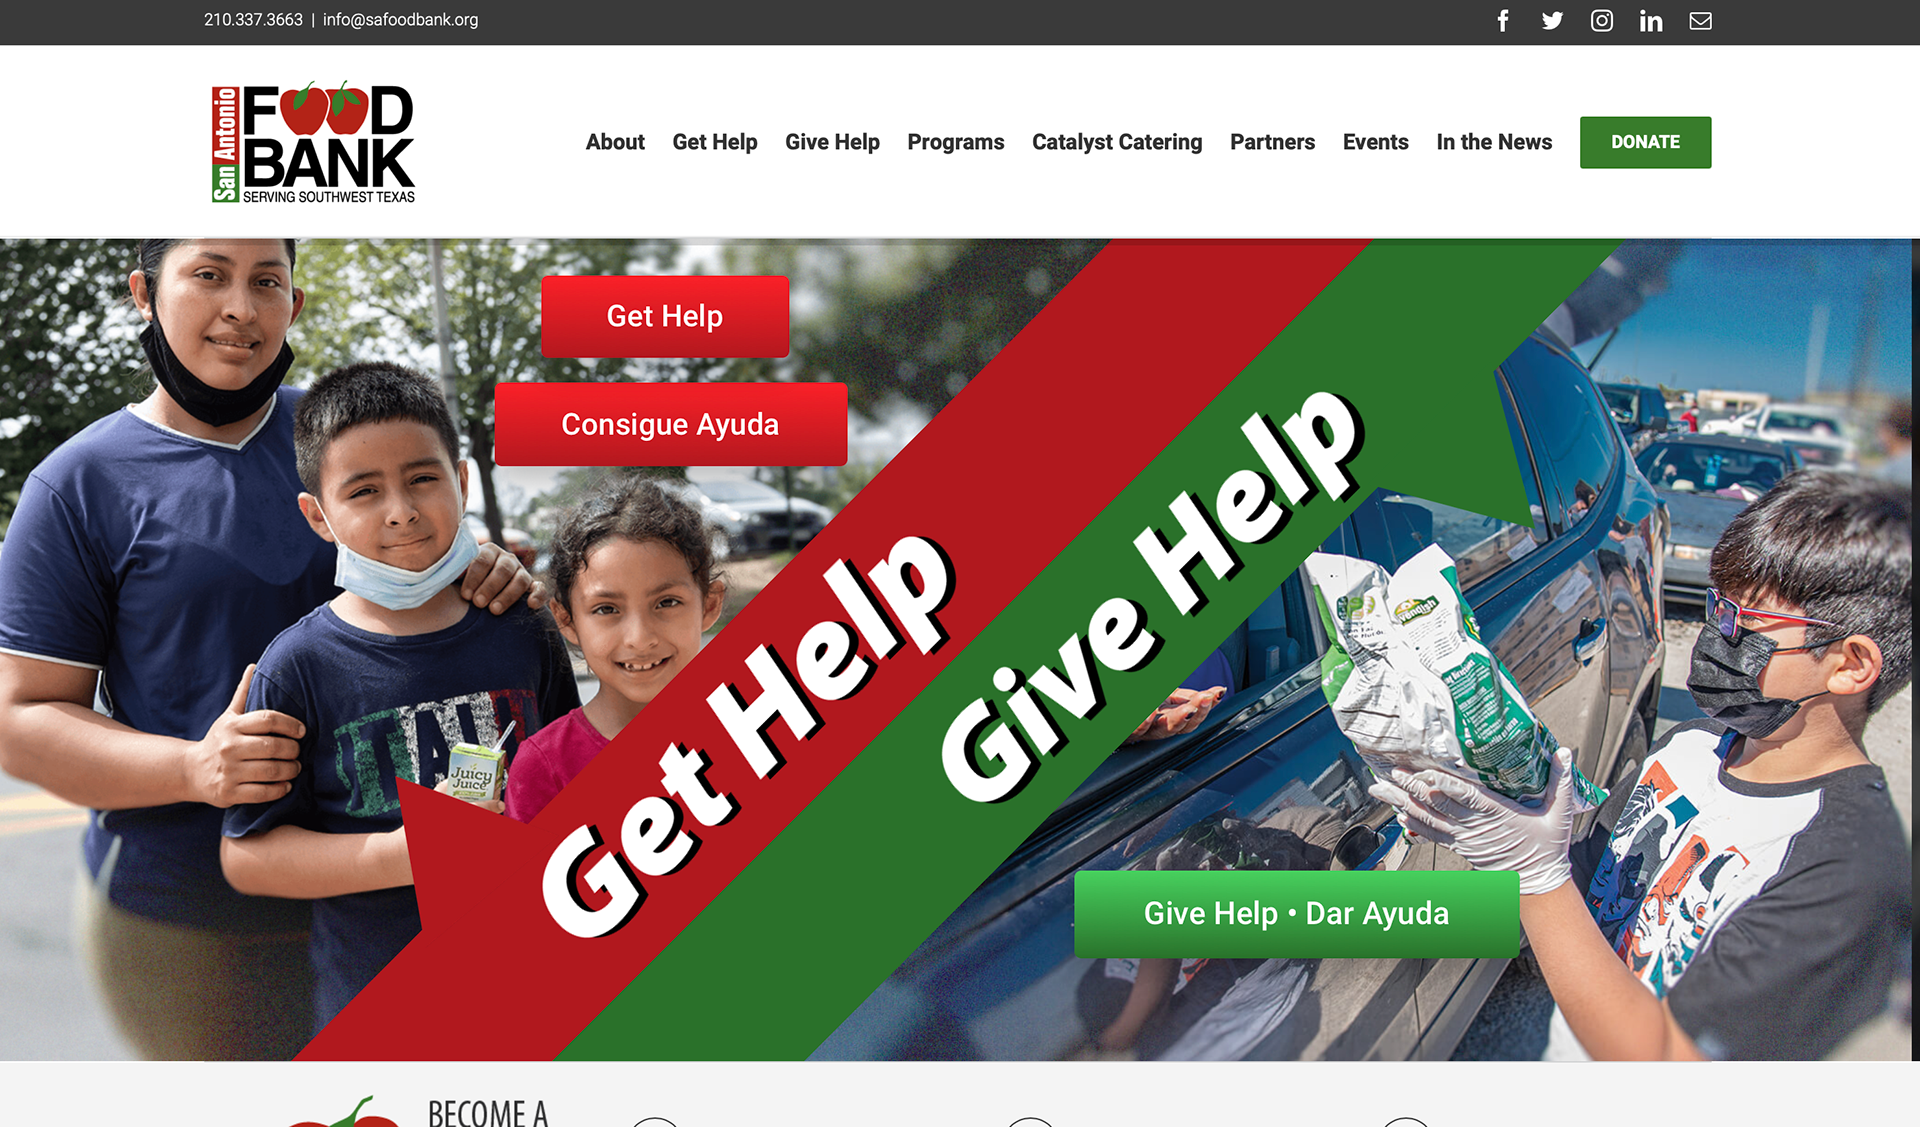 210.337.3663 | info@safoodbank.org
San Antonio
FOOD
BANK
SERVING SOUTHWEST TEXAS
About Get Help Give Help Programs Catalyst Catering Partners Events In the News DONATE
Get Help
Consigue Ayuda
Get Help
Give Help
ITALY
Juicy
Juice
Cavendish
Give Help • Dar Ayuda
BECOME A